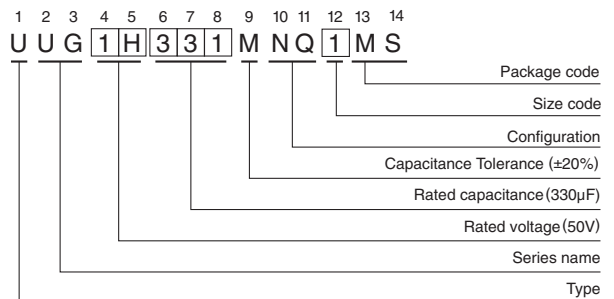 1 2 3 4 5 6 7 8 9 10 11 12 13 14
U U G 1 H 3 3 1 M N Q 1 M S
Package code
Size code
Configuration
Capacitance Tolerance (±20%)
Rated capacitance (330µF)
Rated voltage (50V)
Series name
Type